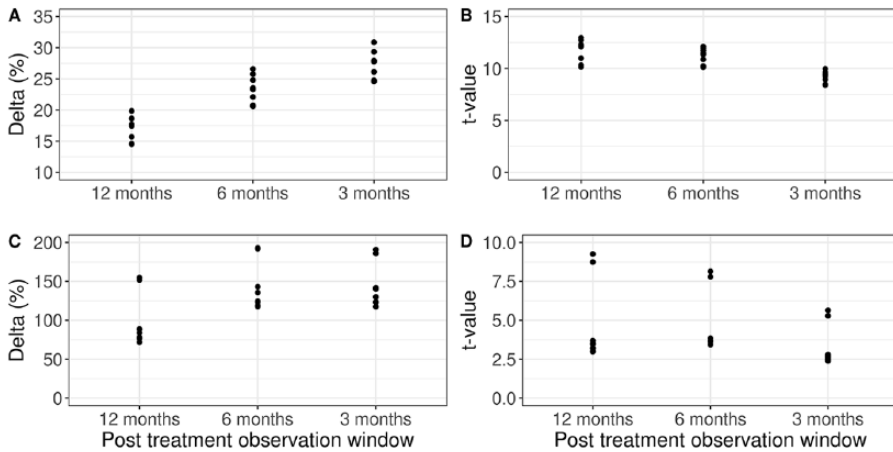 A
Delta (%)
35
30
25
20
15
10
12 months
6 months
3 months
B
t-value
15
10
5
0
12 months
6 months
3 months
C
Delta (%)
200
150
100
50
0
12 months
6 months
3 months
Post treatment observation window
D
t-value
10.0
7.5
5.0
2.5
0.0
12 months
6 months
3 months
Post treatment observation window